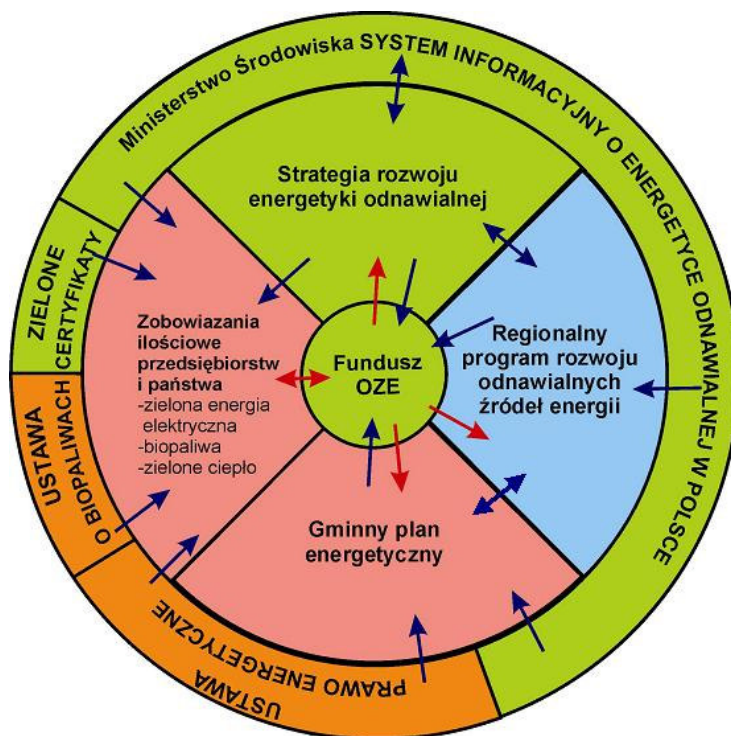 Ministerstwo Środowiska SYSTEM INFORMACYJNY O ENERGETYCE ODNAWIALNEJ W POLSCE
Strategia rozwoju
energetyki odnawialnej
ZIELONE
CERTYFIKATY
Zobowiazania
ilościowe
przedsiębiorstw
i państwa
-zielona energia
elektryczna
-biopaliwa
-zielone ciepło
Fundusz
OZE
Regionalny
program rozwoju
odnawialnych
źródeł energii
USTAWA
O BIOPALIWACH
Gminny plan
energetyczny
USTAWA
PRAWO ENERGETYCZNE